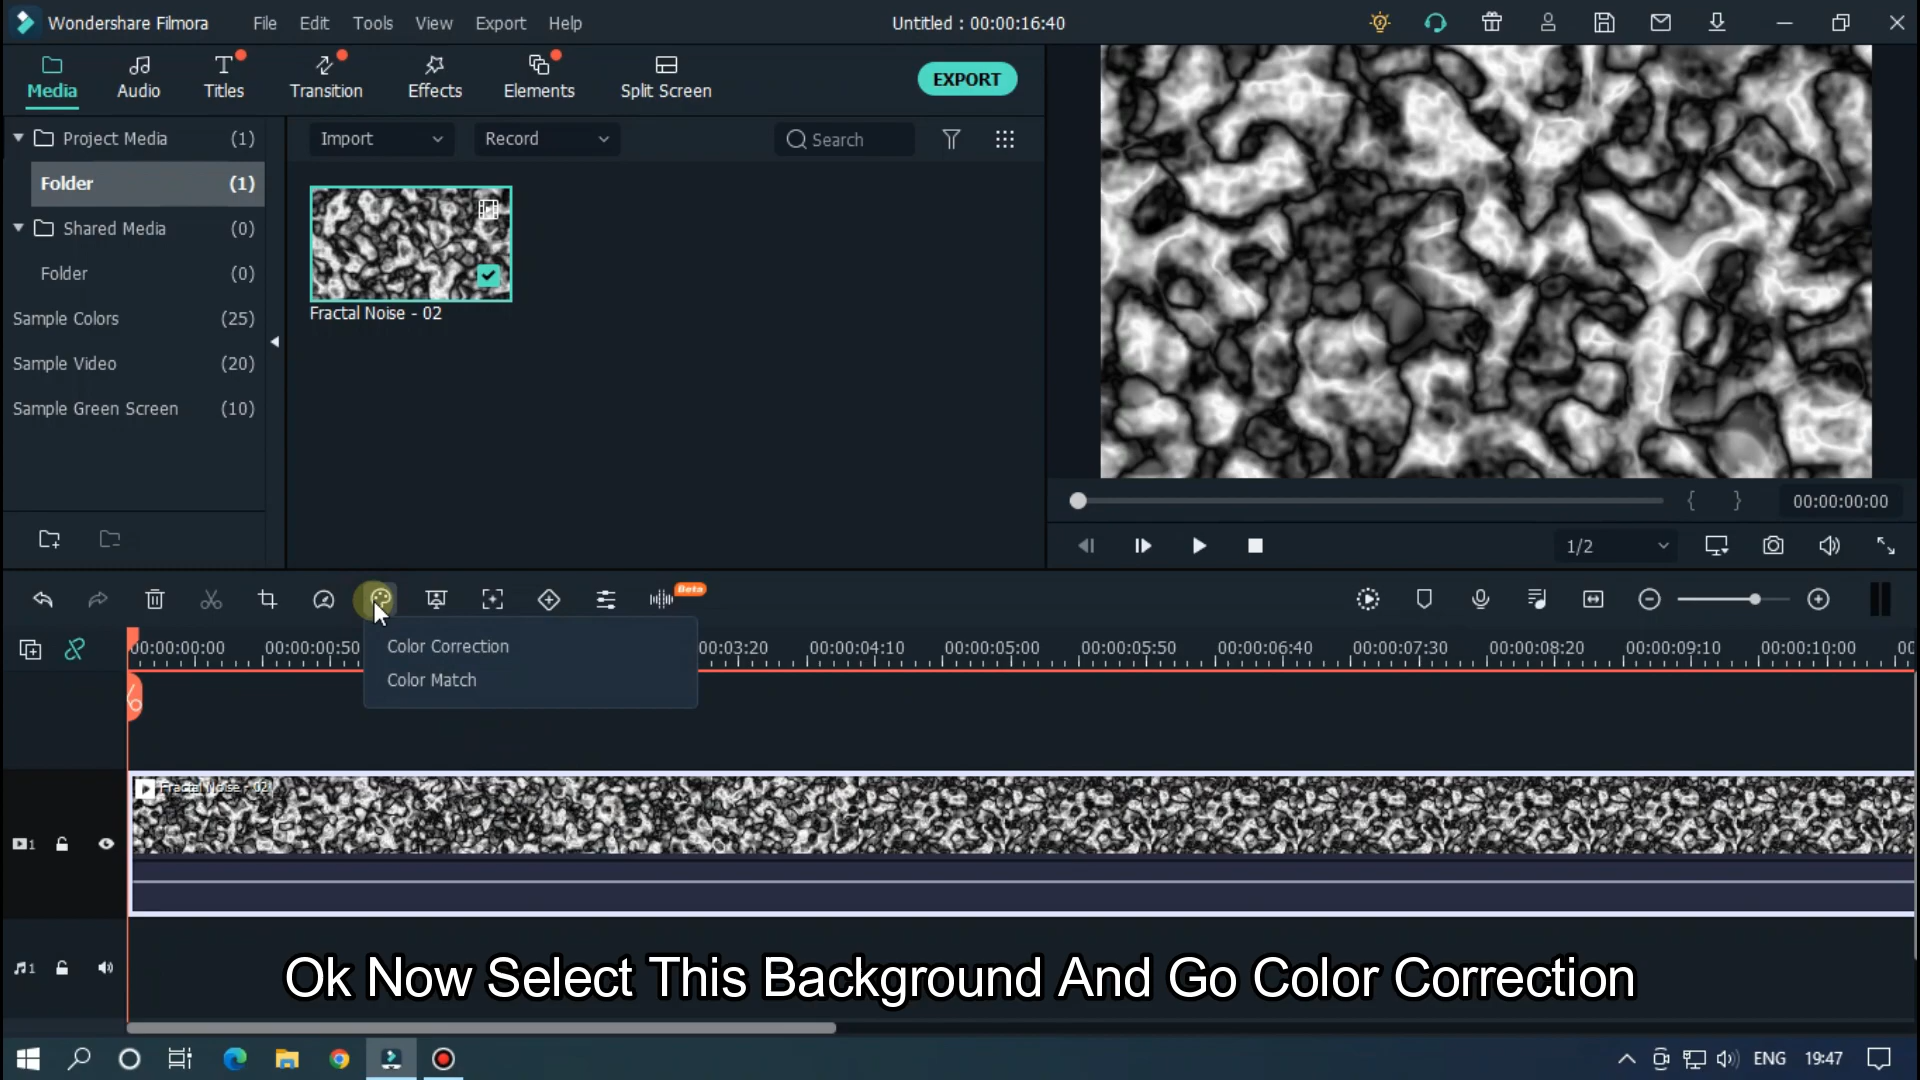 Wondershare Filmora File Edit Tools View Export Help Untitled : 00:00:16:40
Media Audio Titles Transition Effects Elements Split Screen EXPORT
Project Media (1) Import Record Search
Folder (1)
Shared Media (0)
Folder (0)
Sample Colors (25)
Fractal Noise - 02
Sample Video (20)
Sample Green Screen (10)
{ } 00:00:00:00
1/2
Beta
00:00:00:00 00:00:00:50 00:03:20 00:00:04:10 00:00:05:00 00:00:05:50 00:00:06:40 00:00:07:30 00:00:08:20 00:00:09:10 00:00:10:00 00
Color Correction
Color Match
Fractal Noise - 02
1
1
Ok Now Select This Background And Go Color Correction
ENG 19:47